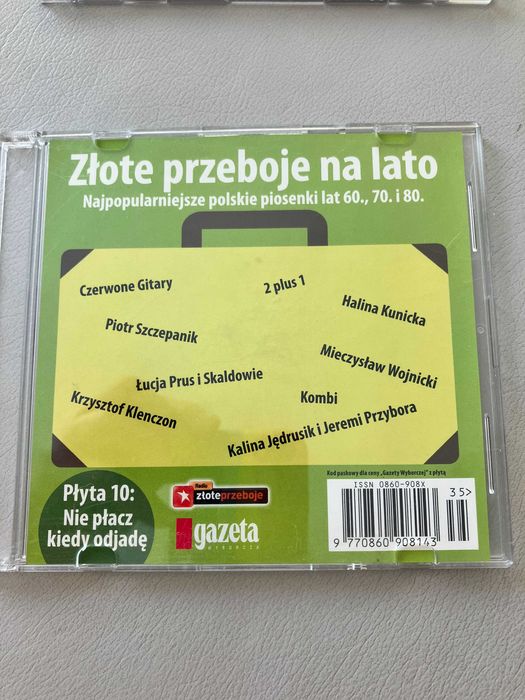 Złote przeboje na lato
Najpopularniejsze polskie piosenki lat 60., 70. i 80.
Czerwone Gitary
2 plus 1
Halina Kunicka
Piotr Szczepanik
Mieczysław Wojnicki
Łucja Prus i Skaldowie
Kombi
Krzysztof Klenczon
Kalina Jędrusik i Jeremi Przybora
Kod paskowy dla ceny „Gazety Wyborczej" z płytą
ISSN 0860-908X
35>
9 770860 908143
Płyta 10:
Nie płacz
kiedy odjadę
Radio
złoteprzeboje
gazeta
WYBORCZA